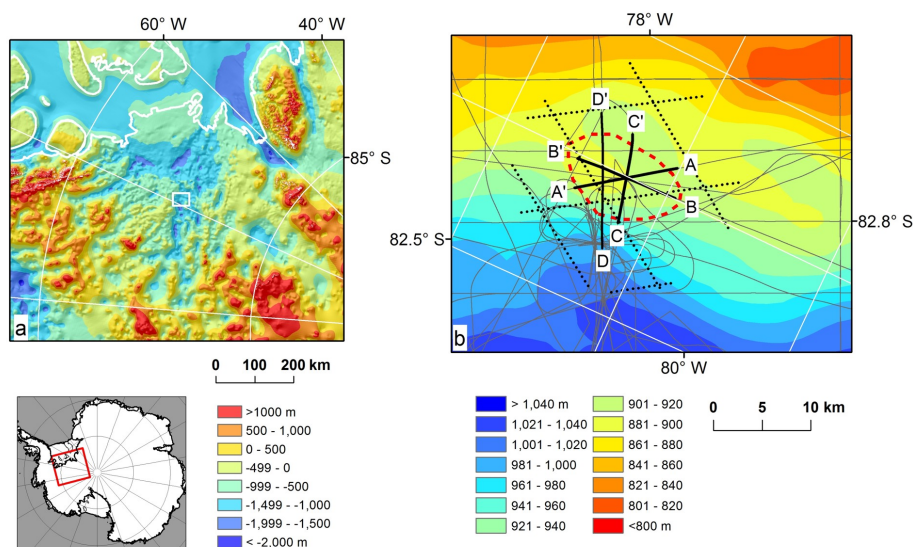 60° W 40° W
78° W
85° S
82.5° S
82.8° S
80° W
D'
C'
B'
A
A'
B
C
D
a
b
0 100 200 km
>1000 m
500 - 1,000
0 - 500
-499 - 0
-999 - -500
-1,499 - -1,000
-1,999 - -1,500
< -2,000 m
> 1,040 m
1,021 - 1,040
1,001 - 1,020
981 - 1,000
961 - 980
941 - 960
921 - 940
901 - 920
881 - 900
861 - 880
841 - 860
821 - 840
801 - 820
<800 m
0 5 10 km